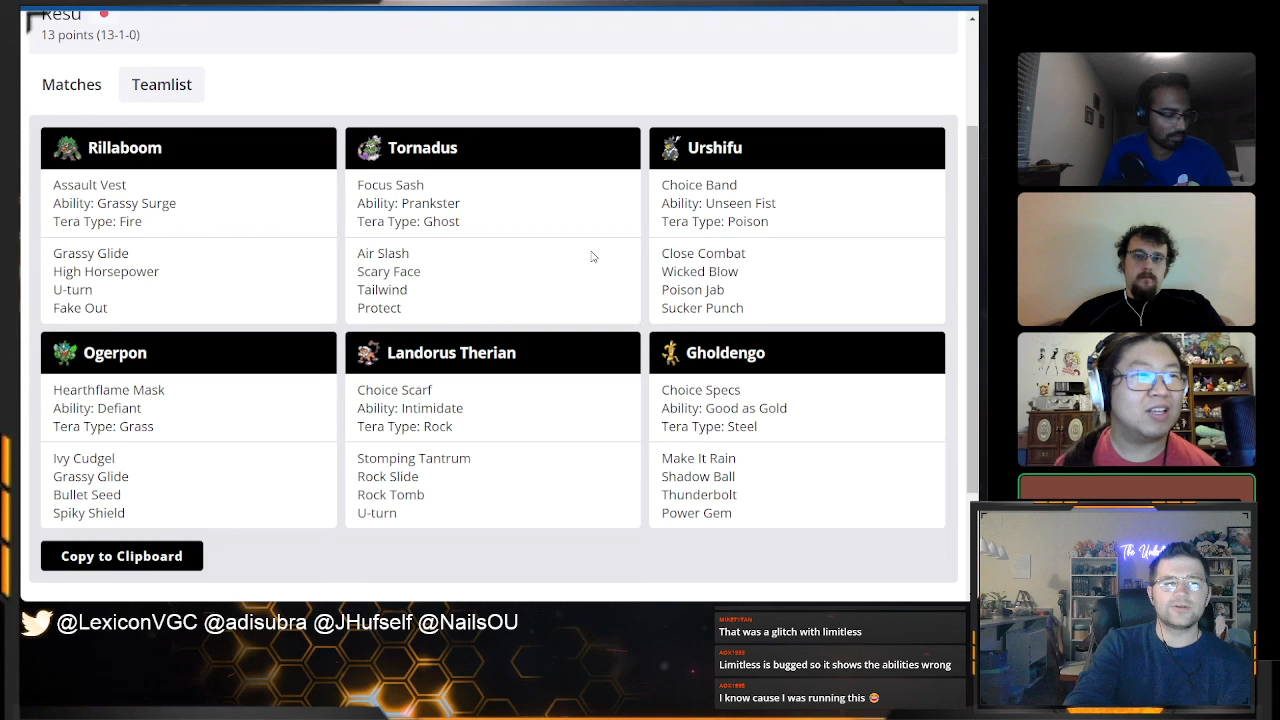 Resu
13 points (13-1-0)
Matches
Teamlist
Rillaboom
Assault Vest
Ability: Grassy Surge
Tera Type: Fire
Grassy Glide
High Horsepower
U-turn
Fake Out
Tornadus
Focus Sash
Ability: Prankster
Tera Type: Ghost
Air Slash
Scary Face
Tailwind
Protect
Urshifu
Choice Band
Ability: Unseen Fist
Tera Type: Poison
Close Combat
Wicked Blow
Poison Jab
Sucker Punch
Ogerpon
Hearthflame Mask
Ability: Defiant
Tera Type: Grass
Ivy Cudgel
Grassy Glide
Bullet Seed
Spiky Shield
Landorus Therian
Choice Scarf
Ability: Intimidate
Tera Type: Rock
Stomping Tantrum
Rock Slide
Rock Tomb
U-turn
Gholdengo
Choice Specs
Ability: Good as Gold
Tera Type: Steel
Make It Rain
Shadow Ball
Thunderbolt
Power Gem
Copy to Clipboard
@LexiconVGC @adisubra @JHufself @NailsOU
That was a glitch with limitless
Limitless is bugged so it shows the abilities wrong
I know cause I was running this 😂
The